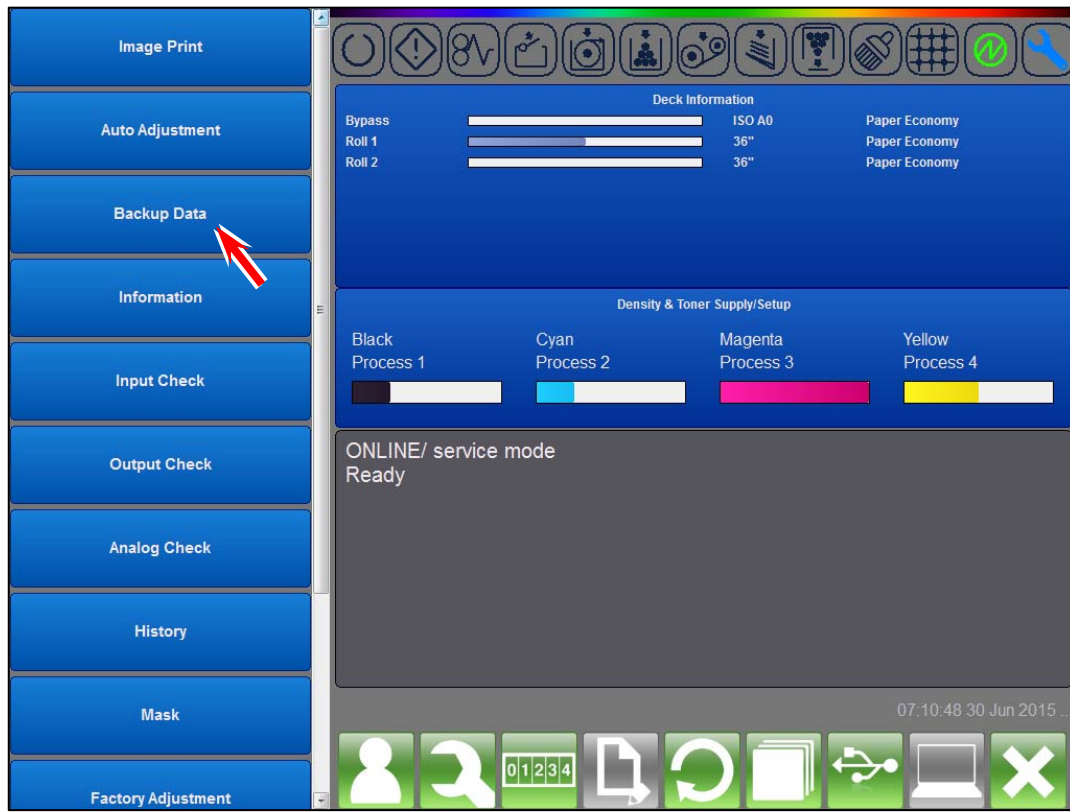 Image Print
Auto Adjustment
Backup Data
Information
Input Check
Output Check
Analog Check
History
Mask
Factory Adjustment
Deck Information
Bypass ISO A0 Paper Economy
Roll 1 36" Paper Economy
Roll 2 36" Paper Economy
Density & Toner Supply/Setup
Black Cyan Magenta Yellow
Process 1 Process 2 Process 3 Process 4
ONLINE/ service mode
Ready
07:10:48 30 Jun 2015 ..
01234